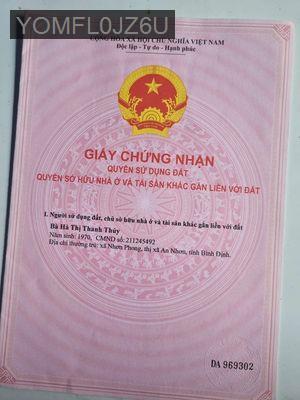 YOMFL0JZ6U
CỘNG HÒA XÃ HỘI CHỦ NGHĨA VIỆT NAM
Độc lập - Tự do - Hạnh phúc
GIẤY CHỨNG NHẬN
QUYỀN SỬ DỤNG ĐẤT
QUYỀN SỞ HỮU NHÀ Ở VÀ TÀI SẢN KHÁC GẮN LIỀN VỚI ĐẤT
I. Người sử dụng đất, chủ sở hữu nhà ở và tài sản khác gắn liền với đất
Bà Hà Thị Thanh Thúy
Năm sinh: 1970, CMND số: 211245492
Địa chỉ thường trú: xã Nhơn Phong, thị xã An Nhơn, tỉnh Bình Định.
DA 969302